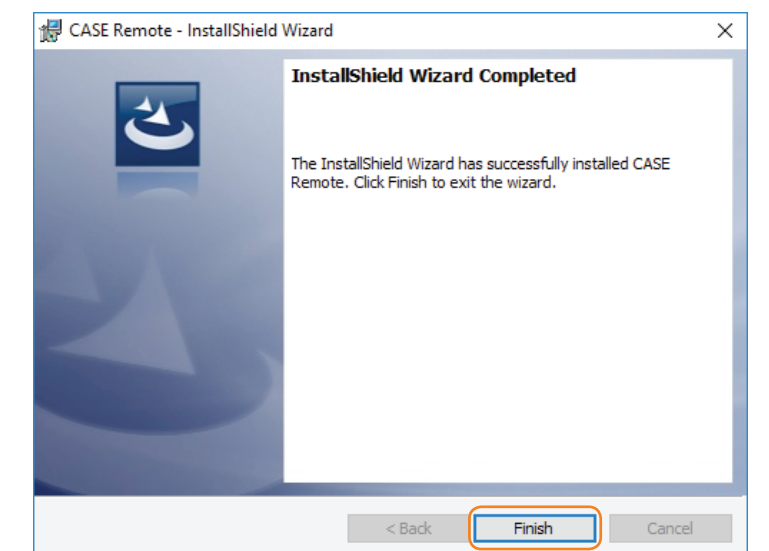 CASE Remote - InstallShield Wizard
InstallShield Wizard Completed
The InstallShield Wizard has successfully installed CASE
Remote. Click Finish to exit the wizard.
< Back
Finish
Cancel